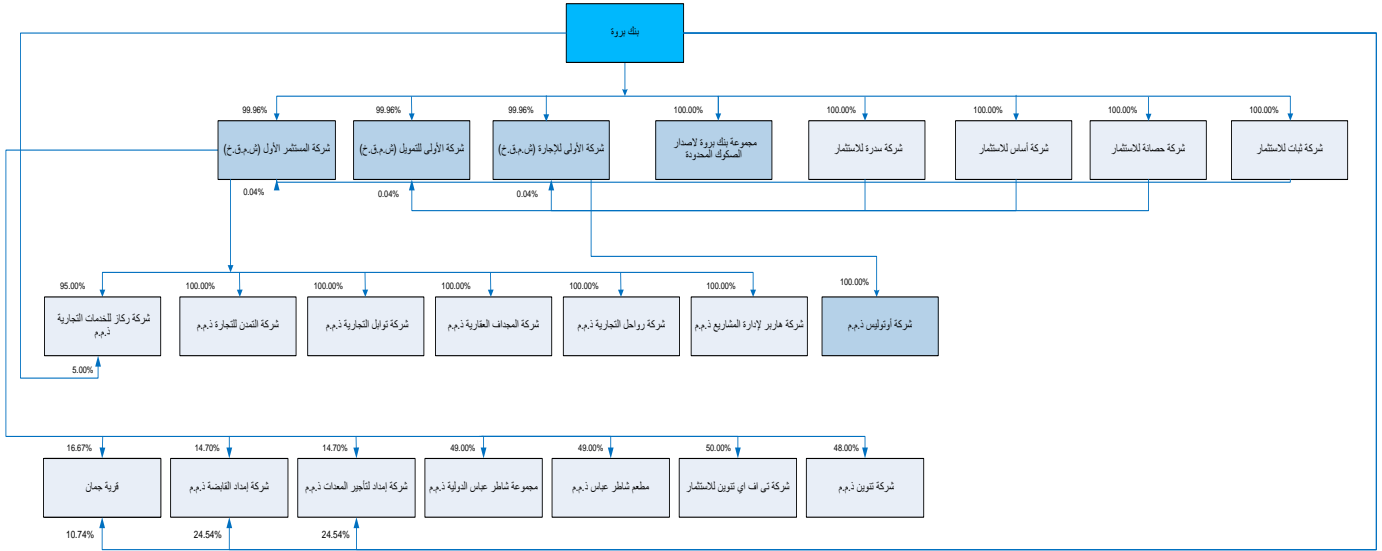 بنك بروة
99.96%
99.96%
99.96%
100.00%
100.00%
100.00%
100.00%
100.00%
شركة المستثمر الأول (ش.م.ق.خ)
شركة الأولى للتمويل (ش.م.ق.خ)
شركة الأولى للإجارة (ش.م.ق.خ)
مجموعة بنك بروة لاصدار
الصكوك المحدودة
شركة سدرة للاستثمار
شركة أساس للاستثمار
شركة حصانة للاستثمار
شركة ثبات للاستثمار
0.04%
0.04%
0.04%
95.00%
100.00%
100.00%
100.00%
100.00%
100.00%
100.00%
شركة ركاز للخدمات التجارية
ذ.م.م
شركة التمدن للتجارة ذ.م.م
شركة توابل التجارية ذ.م.م
شركة المجداف العقارية ذ.م.م
شركة رواحل التجارية ذ.م.م
شركة هاربر لإدارة المشاريع ذ.م.م
شركة أوتوليس ذ.م.م
5.00%
16.67%
14.70%
14.70%
49.00%
49.00%
50.00%
48.00%
قرية جمان
شركة إمداد القابضة ذ.م.م
شركة إمداد لتأجير المعدات ذ.م.م
مجموعة شاطر عباس الدولية ذ.م.م
مطعم شاطر عباس ذ.م.م
شركة تى اف اي تنوين للاستثمار
شركة تنوين ذ.م.م
10.74%
24.54%
24.54%